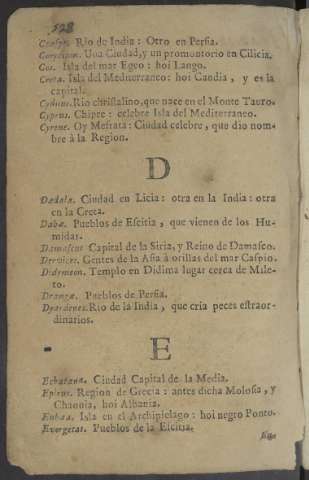 128
Rio de India : Otro en Persia.
Una Ciudad, y un promontorio en Cilicia.
Cos. Isla del mar Egeo : hoi Lango.
Creta. Isla del Mediterraneo : hoi Candia , y es la
capital.
Cydnus. Rio christalino, que nace en el Monte Tauro.
Cyprus. Chipre : celebre Isla del Mediterraneo.
Cyrene. Oy Mesrata : Ciudad celebre , que dio nom-
bre à la Region.
D
Dædala. Ciudad en Licia : otra en la India : otra
en la Creta.
Dahæ. Pueblos de Escitia , que vienen de los Hu-
midas.
Damascus Capital de la Siria, y Reino de Damasco.
Derbices. Gentes de la Asia à orillas del mar Caspio.
Templo en Didima lugar cerca de Mile-
to.
Drangæ. Pueblos de Persia.
Dyardenes. Rio de la India , que cria peces estraor-
dinarios.
E
Echatana. Ciudad Capital de la Media.
Epirus. Region de Grecia : antes dicha Molosia , y
Chaonia, hoi Albania.
Eubæa. Isla en el Archipielago : hoi negro Ponto.
Evergetas. Pueblos de la Escitia.